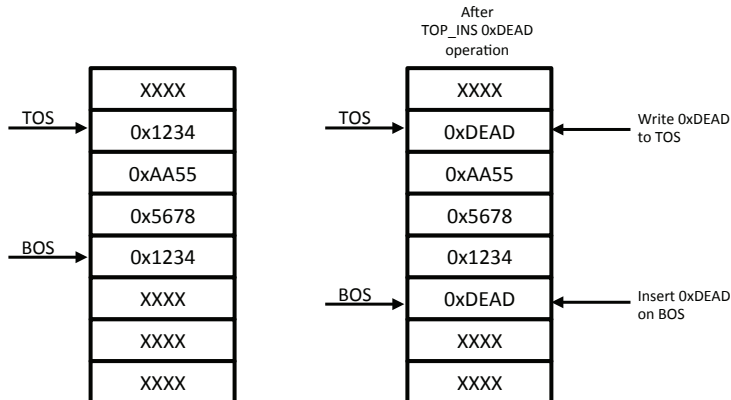 After
TOP_INS 0xDEAD
operation
XXXX
TOS
0x1234
0xAA55
0x5678
BOS
0x1234
XXXX
XXXX
XXXX
XXXX
TOS
0xDEAD
Write 0xDEAD
to TOS
0xAA55
0x5678
0x1234
BOS
0xDEAD
Insert 0xDEAD
on BOS
XXXX
XXXX